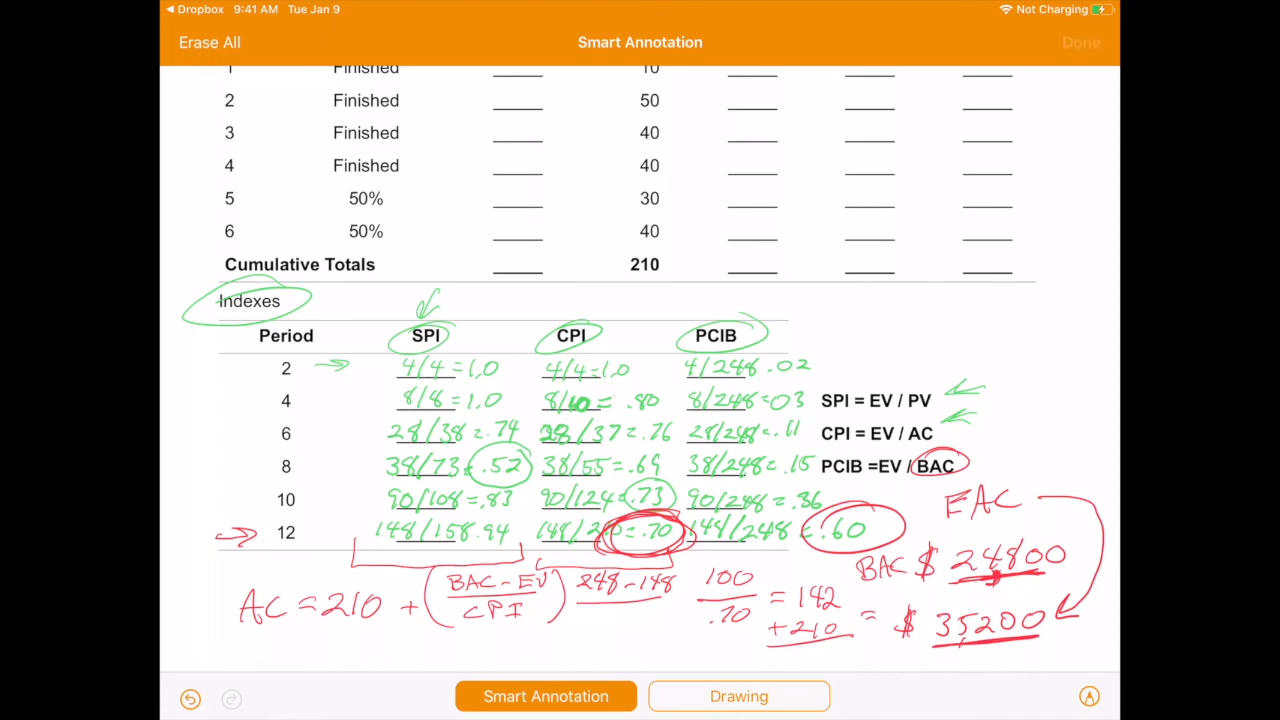 Dropbox 9:41 AM Tue Jan 9 Not Charging
Erase All Smart Annotation Done
1 Finished 10
2 Finished 50
3 Finished 40
4 Finished 40
5 50% 30
6 50% 40
Cumulative Totals 210
Indexes
Period SPI CPI PCIB
2 4/4=1.0 4/4=1.0 4/248 .02
4 8/8=1.0 8/10=.80 8/248=03 SPI = EV / PV
6 28/38=.74 28/37=.76 28/248=.11 CPI = EV / AC
8 38/73=.52 38/55=.69 38/248=.15 PCIB =EV / BAC
10 90/108=.83 90/124=.73 90/248=.36 EAC
12 148/158.94 148/210=.70 148/248=.60
BAC $ 24800
AC = 210 + (BAC-EV/CPI) 248-148 100/.70 = 142
+210 = $ 35,200
Smart Annotation Drawing